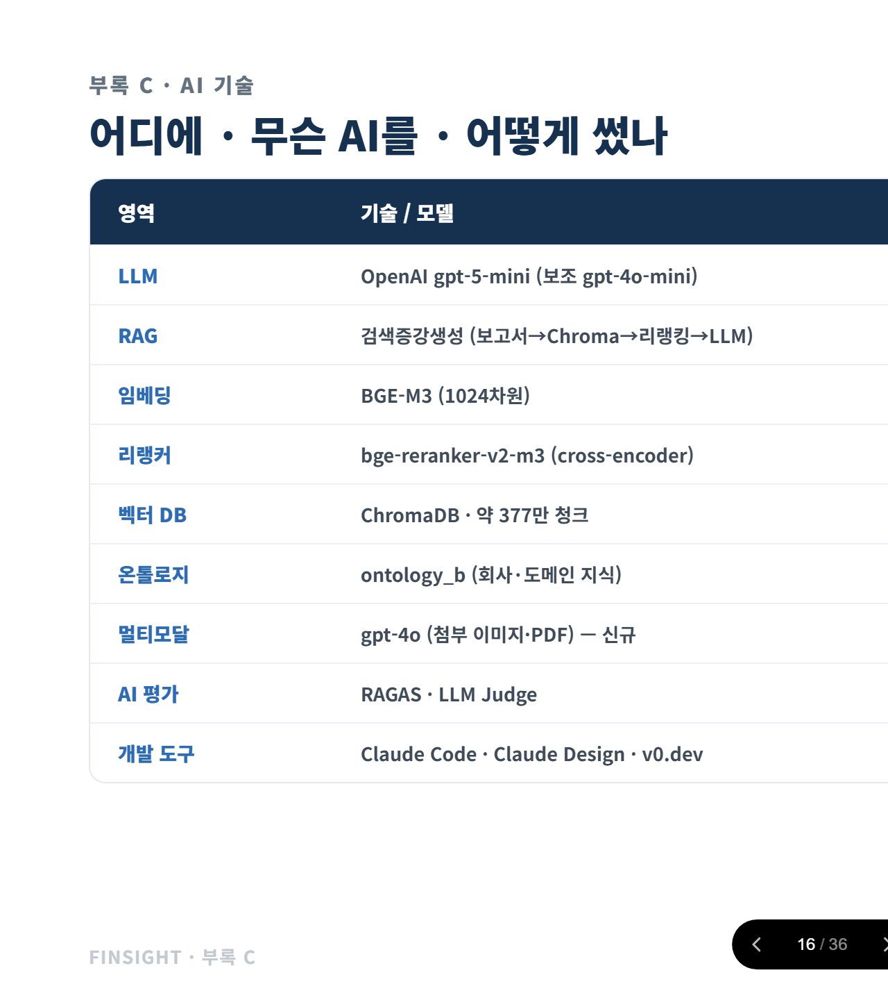 부록 C · AI 기술
어디에 · 무슨 AI를 · 어떻게 썼나
영역 기술 / 모델
LLM OpenAI gpt-5-mini (보조 gpt-4o-mini)
RAG 검색증강생성 (보고서→Chroma→리랭킹→LLM)
임베딩 BGE-M3 (1024차원)
리랭커 bge-reranker-v2-m3 (cross-encoder)
벡터 DB ChromaDB · 약 377만 청크
온톨로지 ontology_b (회사·도메인 지식)
멀티모달 gpt-4o (첨부 이미지·PDF) — 신규
AI 평가 RAGAS · LLM Judge
개발 도구 Claude Code · Claude Design · v0.dev
FINSIGHT · 부록 C
16 / 36